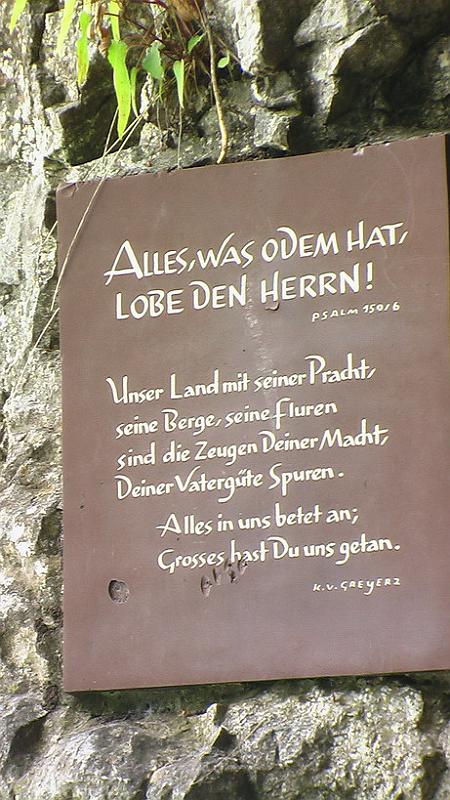 ALLES, WAS ODEM HAT,
LOBE DEN HERRN!
PSALM 150/6
Unser Land mit seiner Pracht,
seine Berge, seine Fluren
sind die Zeugen Deiner Macht,
Deiner Vatergüte Spuren.
Alles in uns betet an;
Grosses hast Du uns getan.
K.V. GREYERZ